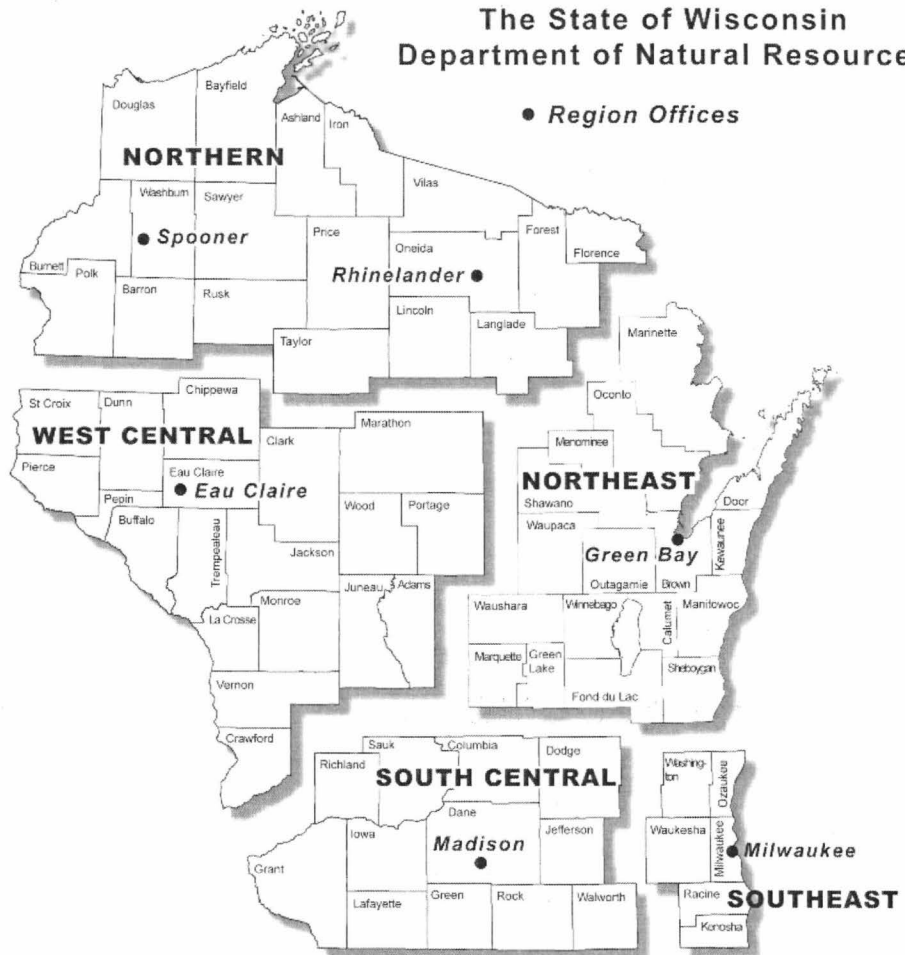 The State of Wisconsin
Department of Natural Resource
Region Offices
Douglas
Bayfield
Ashland
Iron
NORTHERN
Vilas
Washburn
Sawyer
Spooner
Price
Oneida
Forest
Florence
Burnett
Polk
Rhinelander
Barron
Rusk
Lincoln
Langlade
Taylor
Marinette
St Croix
Dunn
Chippewa
Oconto
WEST CENTRAL
Clark
Marathon
Menominee
Pierce
Eau Claire
Eau Claire
NORTHEAST
Pepin
Buffalo
Wood
Portage
Shawano
Door
Waupaca
Trempealeau
Jackson
Green Bay
Kewaunee
Outagamie
Brown
Juneau
Adams
Monroe
La Crosse
Waushara
Winnebago
Calumet
Manitowoc
Marquette
Green
Lake
Sheboygan
Vernon
Fond du Lac
Crawford
Sauk
Columbia
Dodge
Richland
SOUTH CENTRAL
Washing-
ton
Ozaukee
Dane
Iowa
Madison
Jefferson
Waukesha
Milwaukee
Milwaukee
Grant
Lafayette
Green
Rock
Walworth
Racine
SOUTHEAST
Kenosha